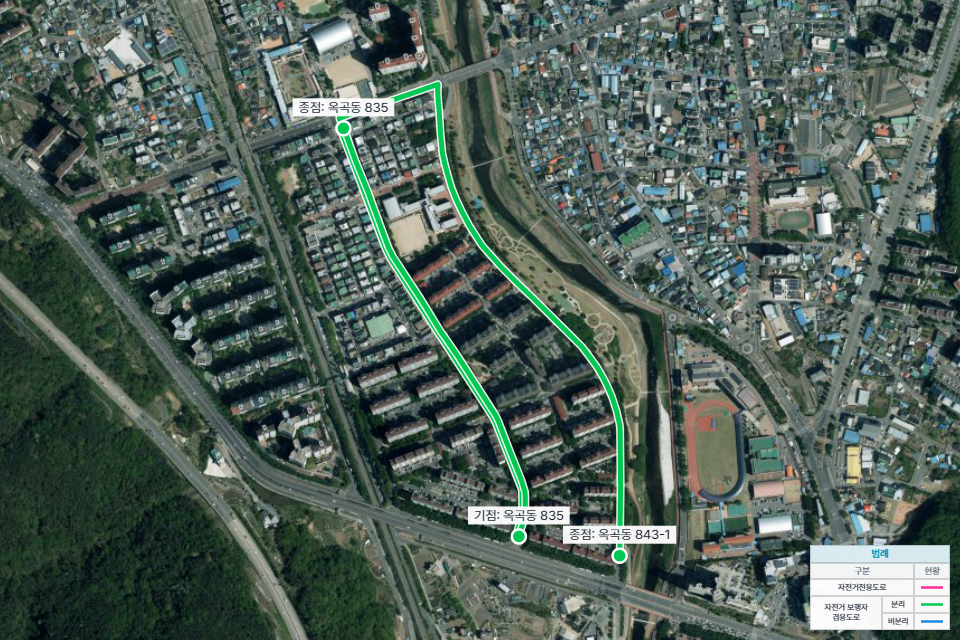 종점: 옥곡동 835
기점: 옥곡동 835
종점: 옥곡동 843-1
범례
구분 현황
자전거전용도로
자전거 보행자
겸용도로
분리
비분리